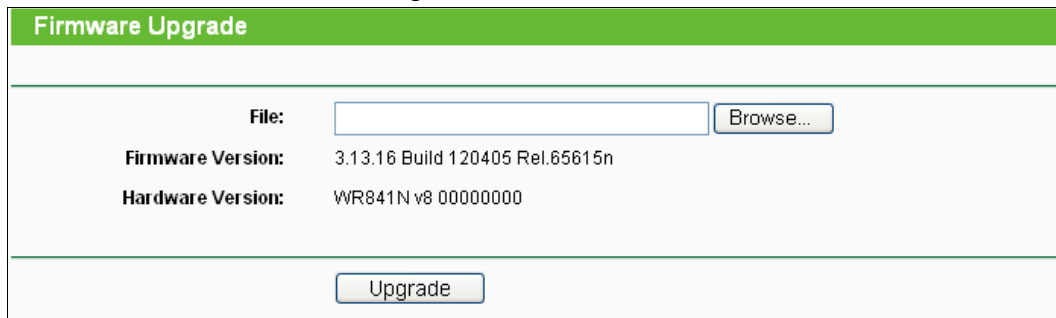 Firmware Upgrade
File: Browse...
Firmware Version: 3.13.16 Build 120405 Rel.65615n
Hardware Version: WR841N v8 00000000
Upgrade